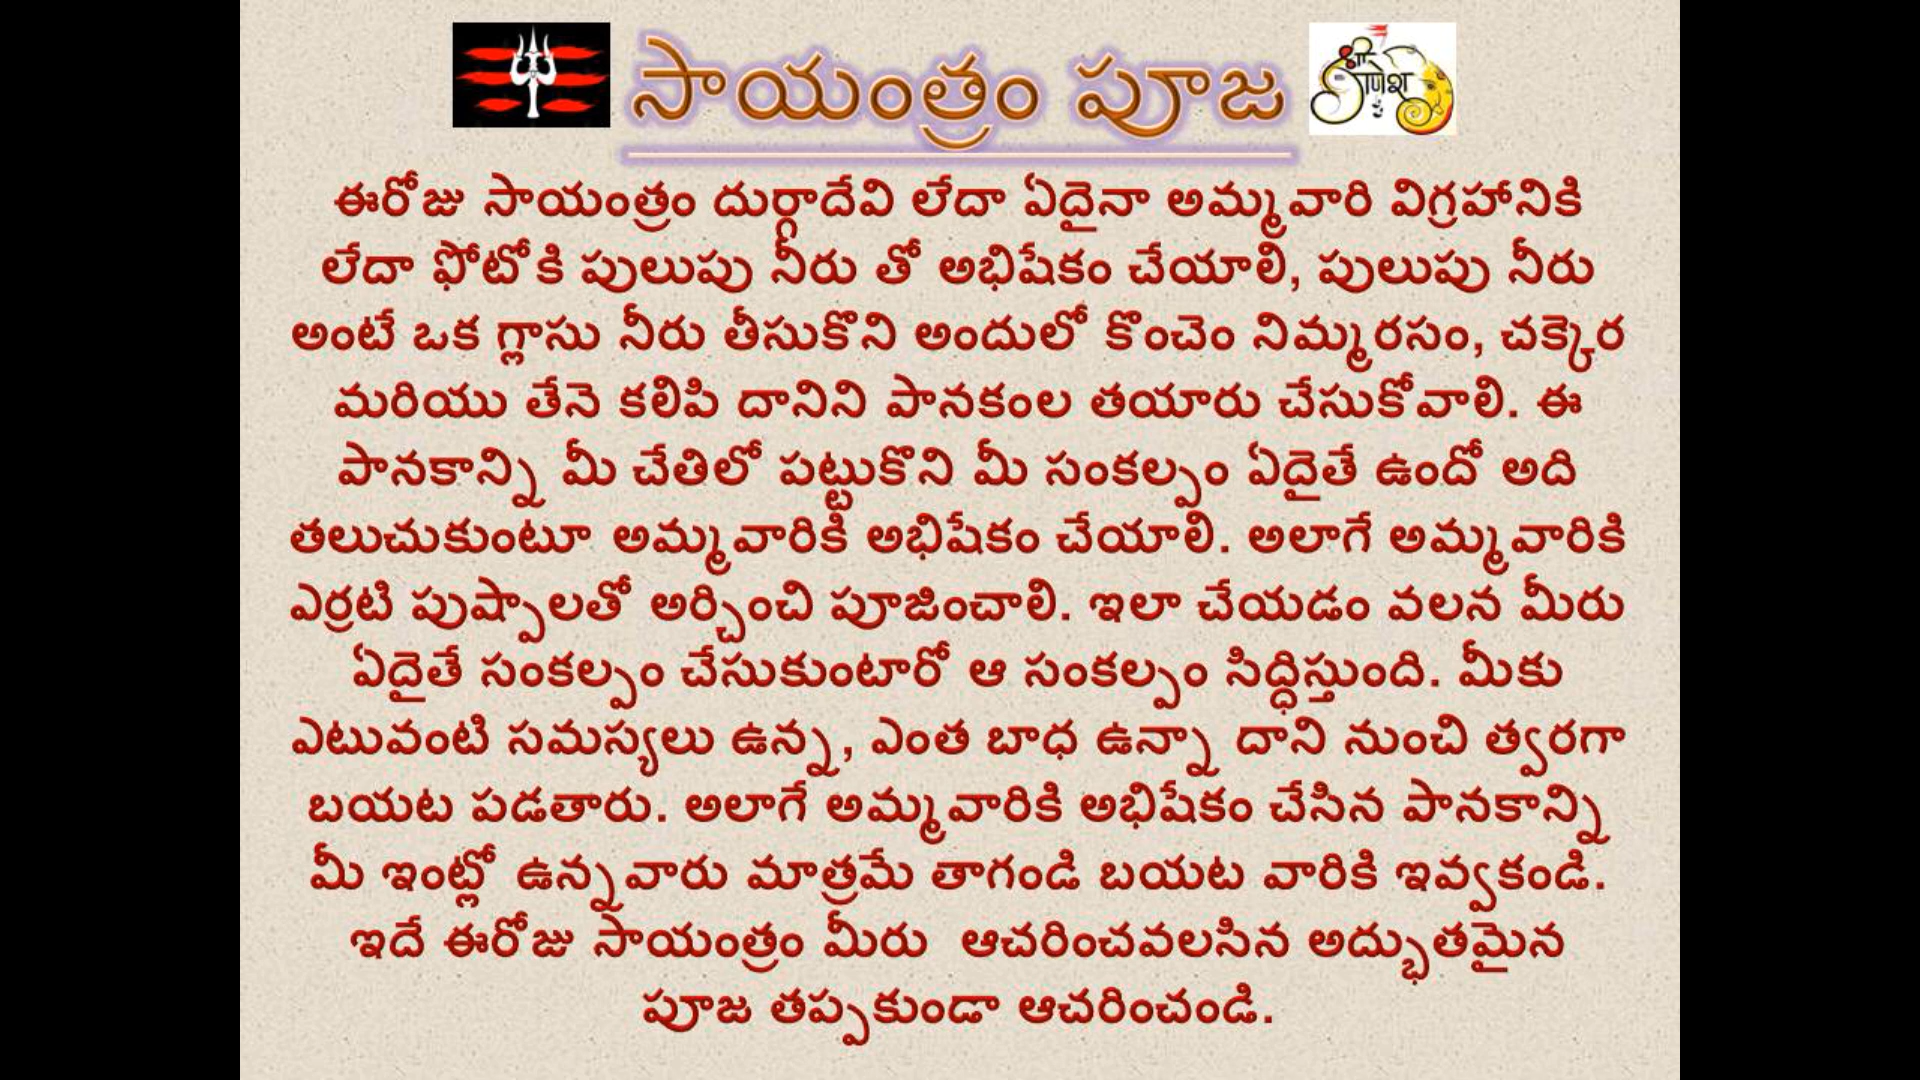 సాయంత్రం పూజ
श्री गणेश
ఈరోజు సాయంత్రం దుర్గాదేవి లేదా ఏదైనా అమ్మవారి విగ్రహానికి
లేదా ఫోటోకి పులుపు నీరు తో అభిషేకం చేయాలి, పులుపు నీరు
అంటే ఒక గ్లాసు నీరు తీసుకొని అందులో కొంచెం నిమ్మరసం, చక్కెర
మరియు తేనె కలిపి దానిని పానకంల తయారు చేసుకోవాలి. ఈ
పానకాన్ని మీ చేతిలో పట్టుకొని మీ సంకల్పం ఏదైతే ఉందో అది
తలుచుకుంటూ అమ్మవారికి అభిషేకం చేయాలి. అలాగే అమ్మవారికి
ఎర్రటి పుష్పాలతో అర్చించి పూజించాలి. ఇలా చేయడం వలన మీరు
ఏదైతే సంకల్పం చేసుకుంటారో ఆ సంకల్పం సిద్ధిస్తుంది. మీకు
ఎటువంటి సమస్యలు ఉన్న, ఎంత బాధ ఉన్నా దాని నుంచి త్వరగా
బయట పడతారు. అలాగే అమ్మవారికి అభిషేకం చేసిన పానకాన్ని
మీ ఇంట్లో ఉన్నవారు మాత్రమే తాగండి బయట వారికి ఇవ్వకండి.
ఇదే ఈరోజు సాయంత్రం మీరు ఆచరించవలసిన అద్భుతమైన
పూజ తప్పకుండా ఆచరించండి.